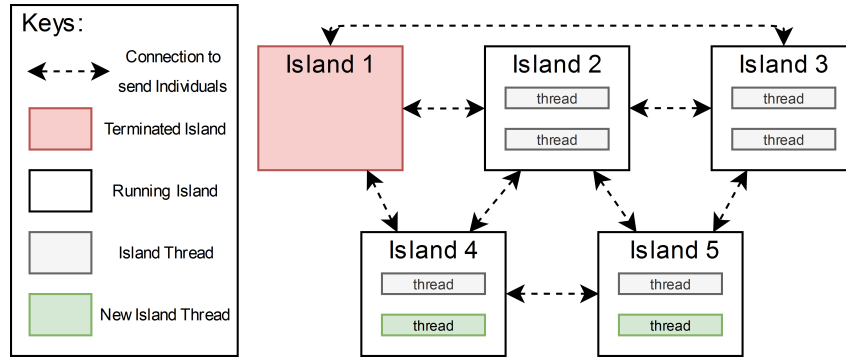 Keys:
Connection to
send Individuals
Terminated Island
Running Island
Island Thread
New Island Thread
Island 1
Island 2
thread
thread
Island 3
thread
thread
Island 4
thread
thread
Island 5
thread
thread